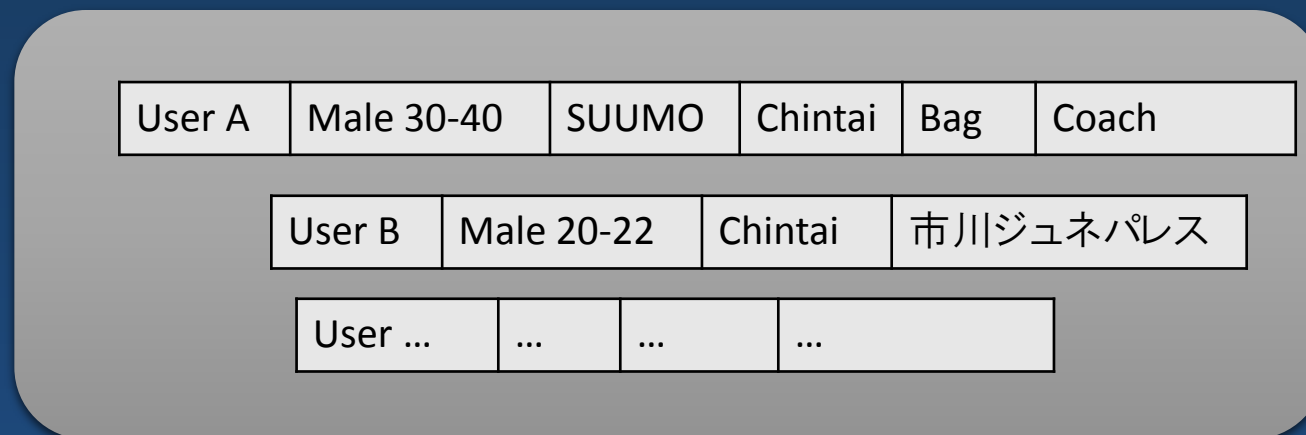 User A Male 30-40 SUUMO Chintai Bag Coach
User B Male 20-22 Chintai 市川ジュネパレス
User … … … …